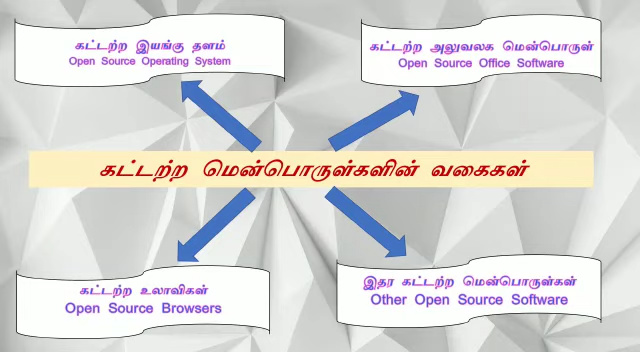 கட்டற்ற இயங்கு தளம்
Open Source Operating System
கட்டற்ற அலுவலக மென்பொருள்
Open Source Office Software
கட்டற்ற மென்பொருள்களின் வகைகள்
கட்டற்ற உலாவிகள்
Open Source Browsers
இதர கட்டற்ற மென்பொருள்கள்
Other Open Source Software